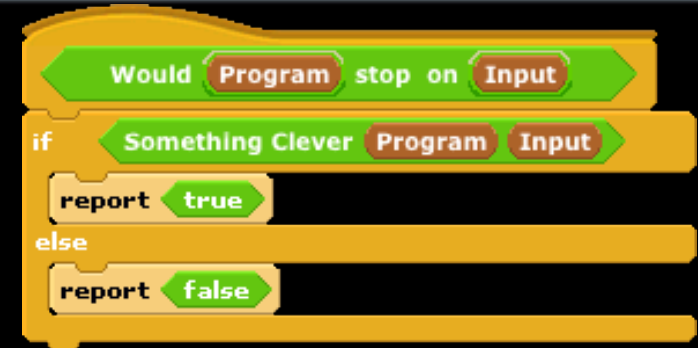 Would Program stop on Input
if Something Clever Program Input
report true
else
report false